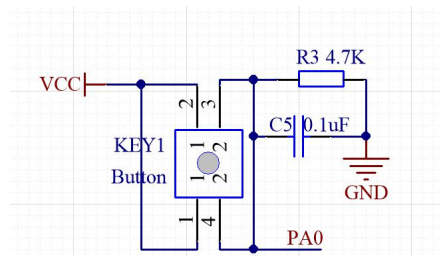 R3 4.7K
VCC
2
3
C5 0.1uF
KEY1
1
2
Button
1
2
GND
1
4
PA0